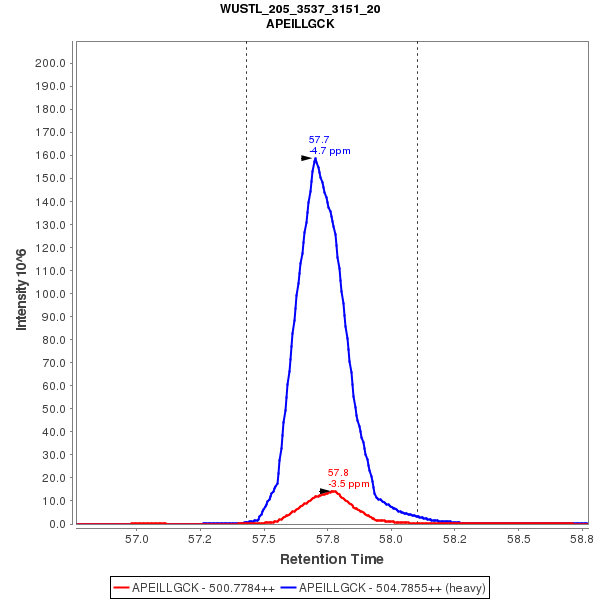 WUSTL_205_3537_3151_20
APEILLGCK
Intensity 10^6
200.0
190.0
180.0
170.0
160.0
150.0
140.0
130.0
120.0
110.0
100.0
90.0
80.0
70.0
60.0
50.0
40.0
30.0
20.0
10.0
0.0
57.7
-4.7 ppm
57.8
-3.5 ppm
57.0 57.2 57.5 57.8 58.0 58.2 58.5 58.8
Retention Time
APEILLGCK - 500.7784++ APEILLGCK - 504.7855++ (heavy)